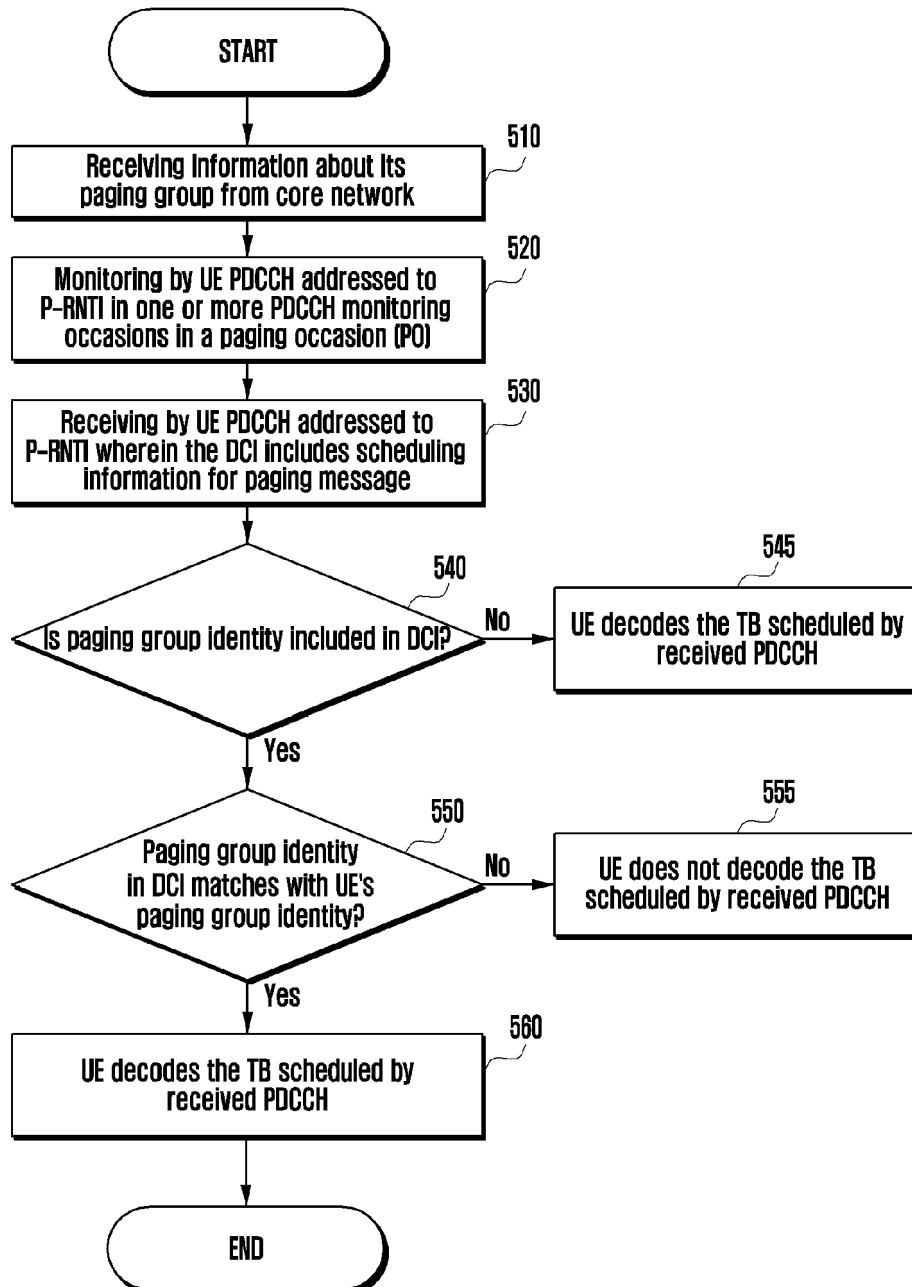 START
510
Receiving Information about Its
paging group from core network
520
Monitoring by UE PDCCH addressed to
P-RNTI in one or more PDCCH monitoring
occasions in a paging occasion (PO)
530
Receiving by UE PDCCH addressed to
P-RNTI wherein the DCI includes scheduling
information for paging message
540
Is paging group identity included in DCI?
No
545
UE decodes the TB scheduled by
received PDCCH
Yes
550
Paging group identity
in DCI matches with UE's
paging group identity?
No
555
UE does not decode the TB
scheduled by received PDCCH
Yes
560
UE decodes the TB scheduled by
received PDCCH
END